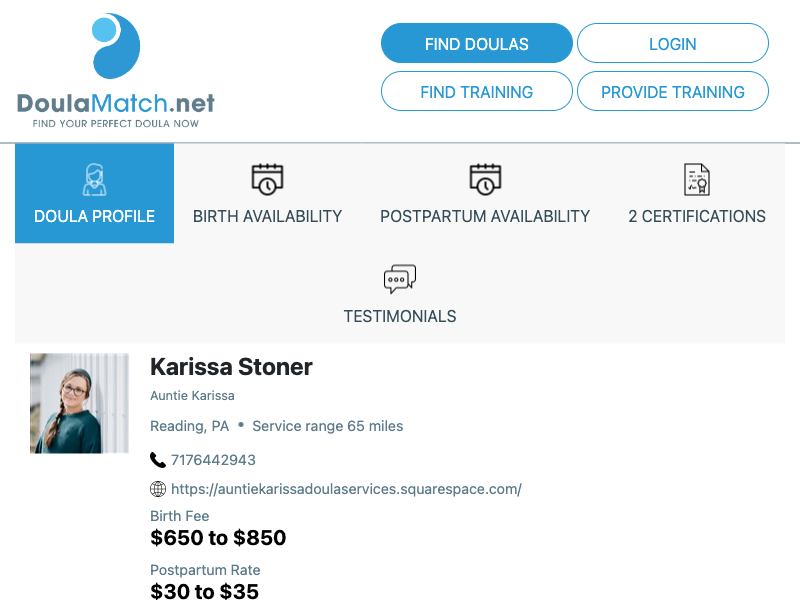 DoulaMatch.net
FIND YOUR PERFECT DOULA NOW
FIND DOULAS
LOGIN
FIND TRAINING
PROVIDE TRAINING
DOULA PROFILE
BIRTH AVAILABILITY
POSTPARTUM AVAILABILITY
2 CERTIFICATIONS
TESTIMONIALS
Karissa Stoner
Auntie Karissa
Reading, PA • Service range 65 miles
7176442943
https://auntiekarissadoulaservices.squarespace.com/
Birth Fee
$650 to $850
Postpartum Rate
$30 to $35